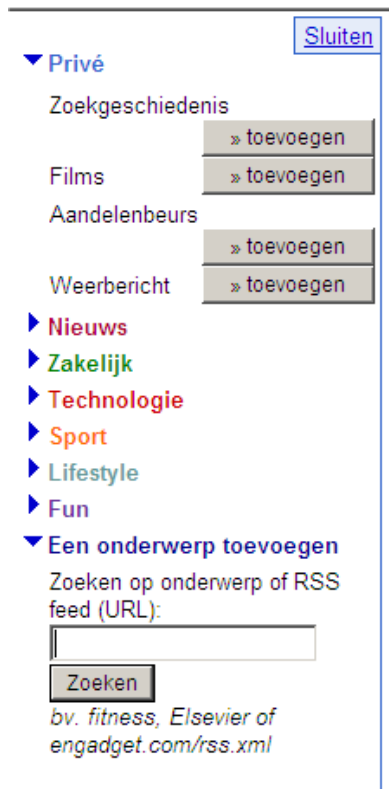 Sluiten
Privé
Zoekgeschiedenis
» toevoegen
Films » toevoegen
Aandelenbeurs
» toevoegen
Weerbericht » toevoegen
Nieuws
Zakelijk
Technologie
Sport
Lifestyle
Fun
Een onderwerp toevoegen
Zoeken op onderwerp of RSS
feed (URL):
Zoeken
bv. fitness, Elsevier of
engadget.com/rss.xml